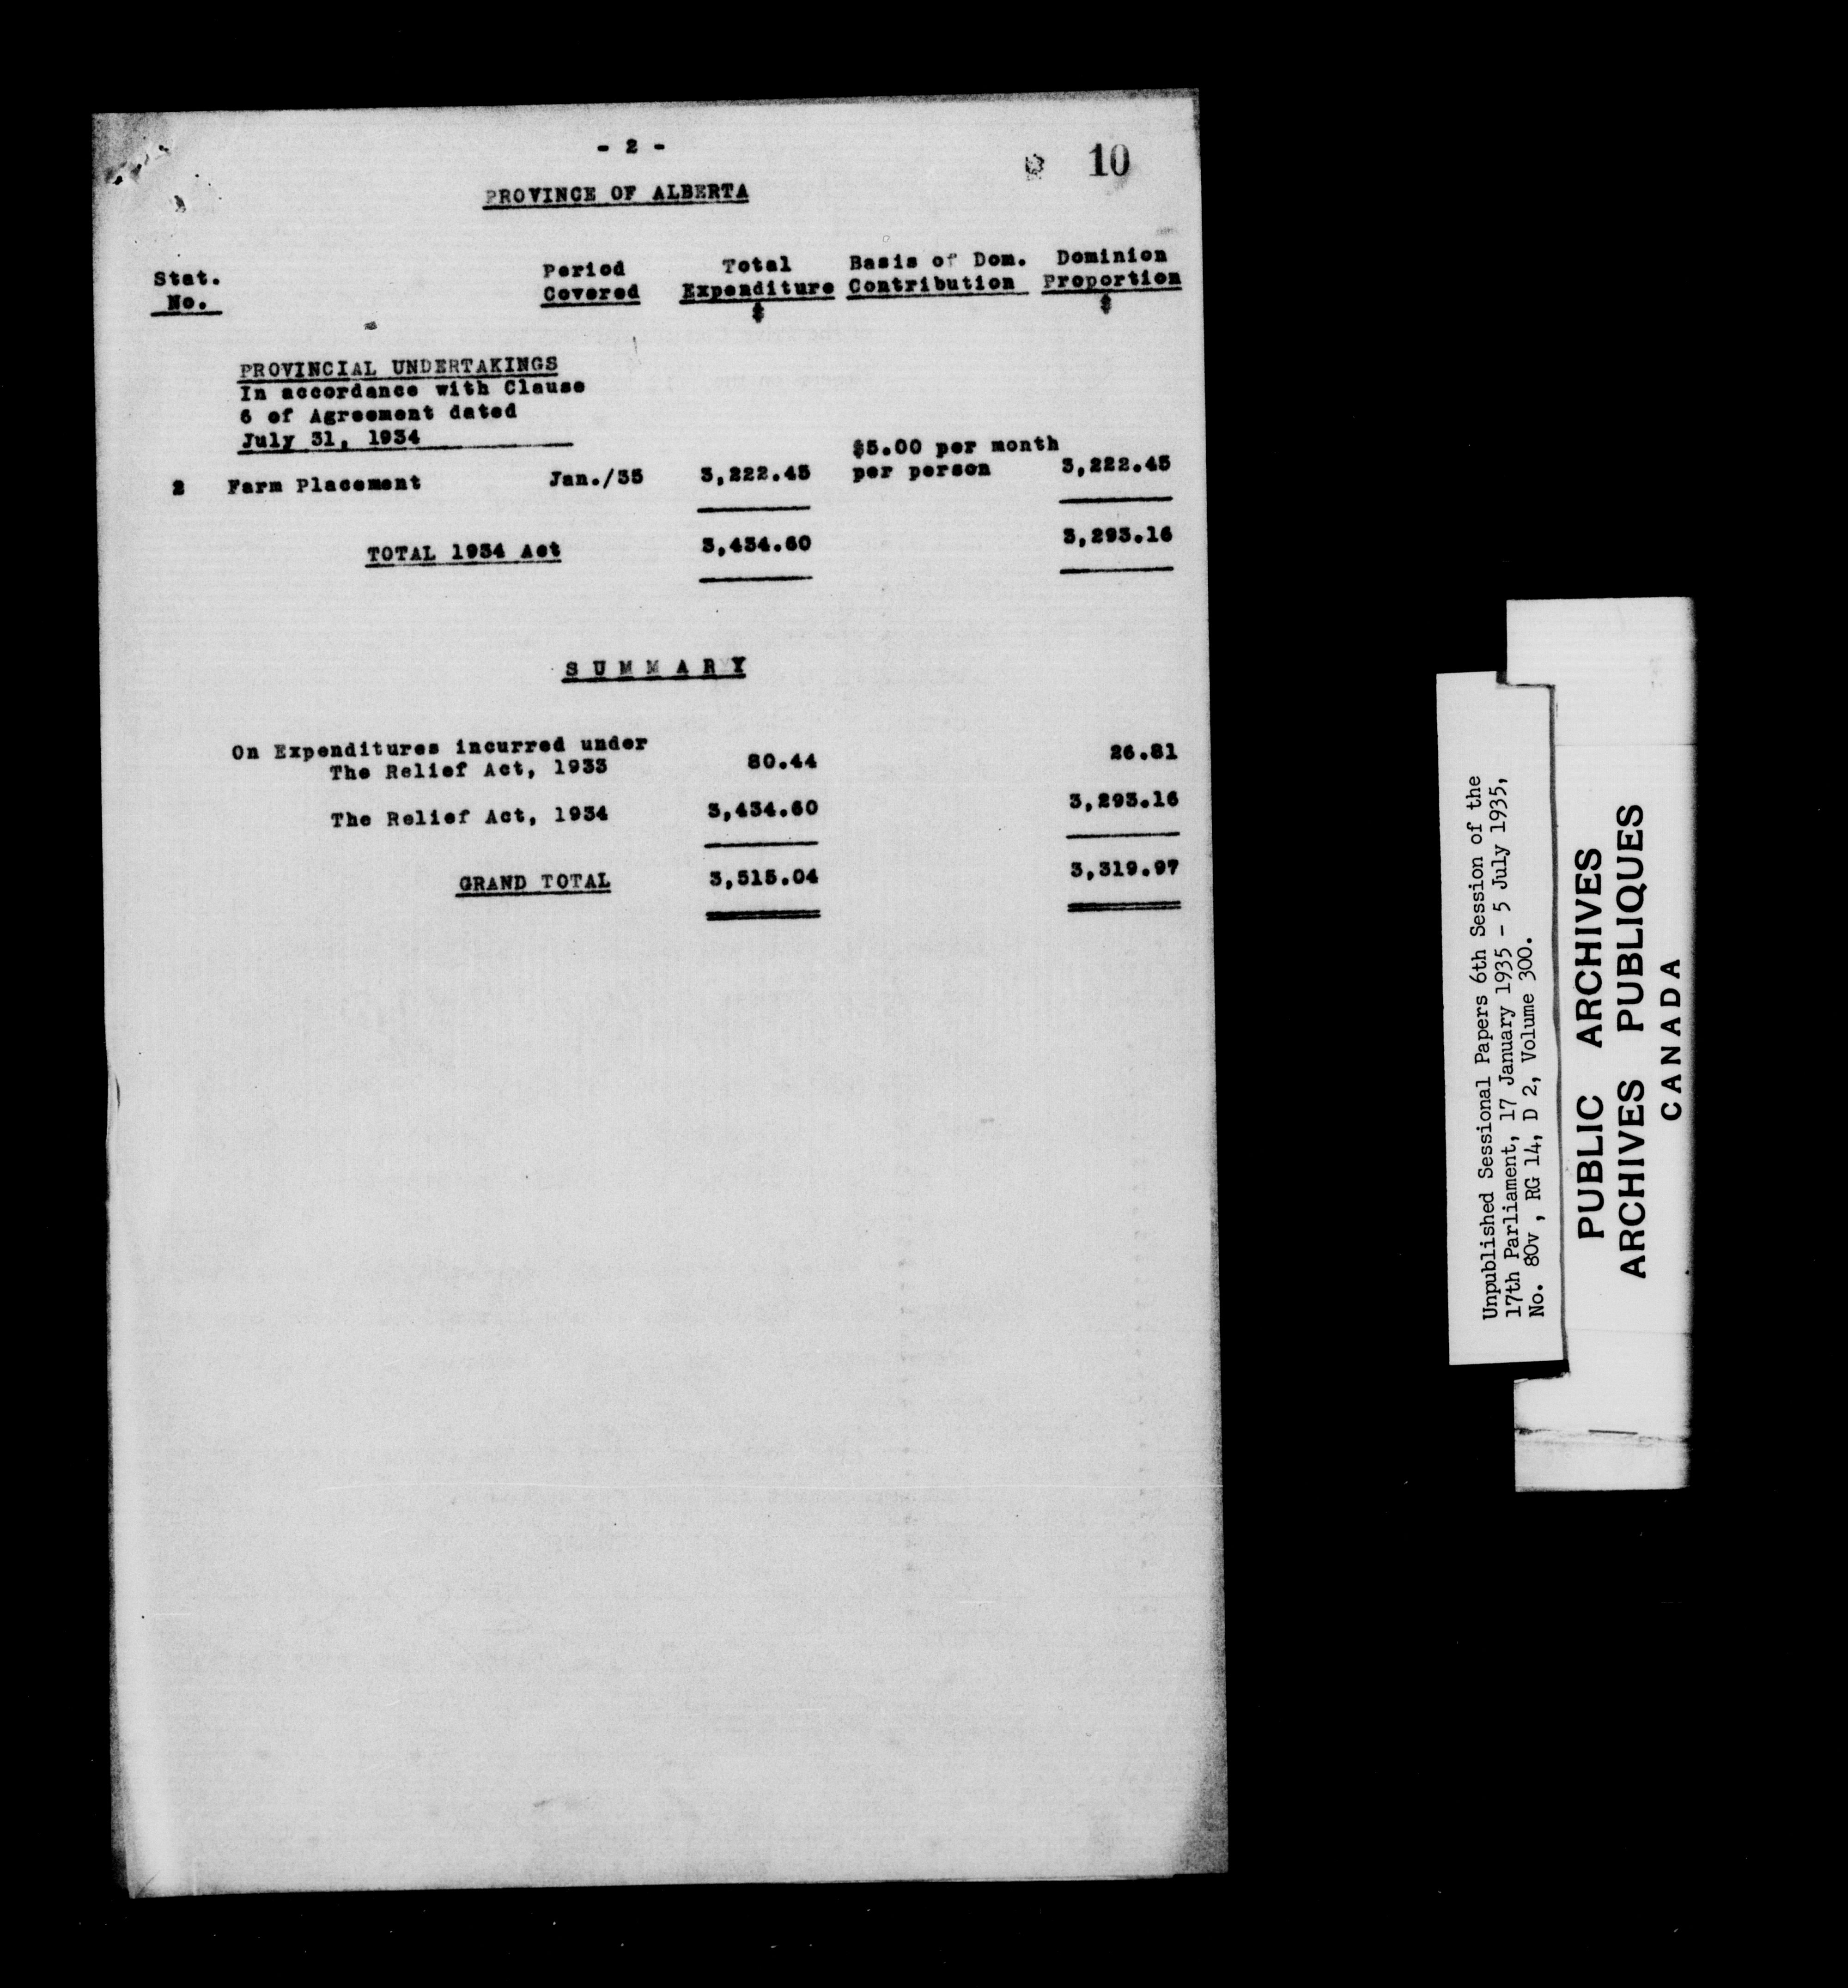 - 2 -
10
PROVINCE OF ALBERTA
Stat. No.
Period Covered
Total Expenditure $
Basis of Dom. Contribution
Dominion Proportion $
PROVINCIAL UNDERTAKINGS
In accordance with Clause
6 of Agreement dated
July 31, 1934
$5.00 per month
2 Farm Placement Jan./35 3,222.45 per person 3,222.45
TOTAL 1934 Act 3,434.60 3,293.16
SUMMARY
On Expenditures incurred under
The Relief Act, 1933 80.44 26.81
The Relief Act, 1934 3,434.60 3,293.16
GRAND TOTAL 3,515.04 3,319.97
Unpublished Sessional Papers 6th Session of the
17th Parliament, 17 January 1935 - 5 July 1935,
No. 80v , RG 14, D 2, Volume 300.
PUBLIC ARCHIVES
ARCHIVES PUBLIQUES
CANADA